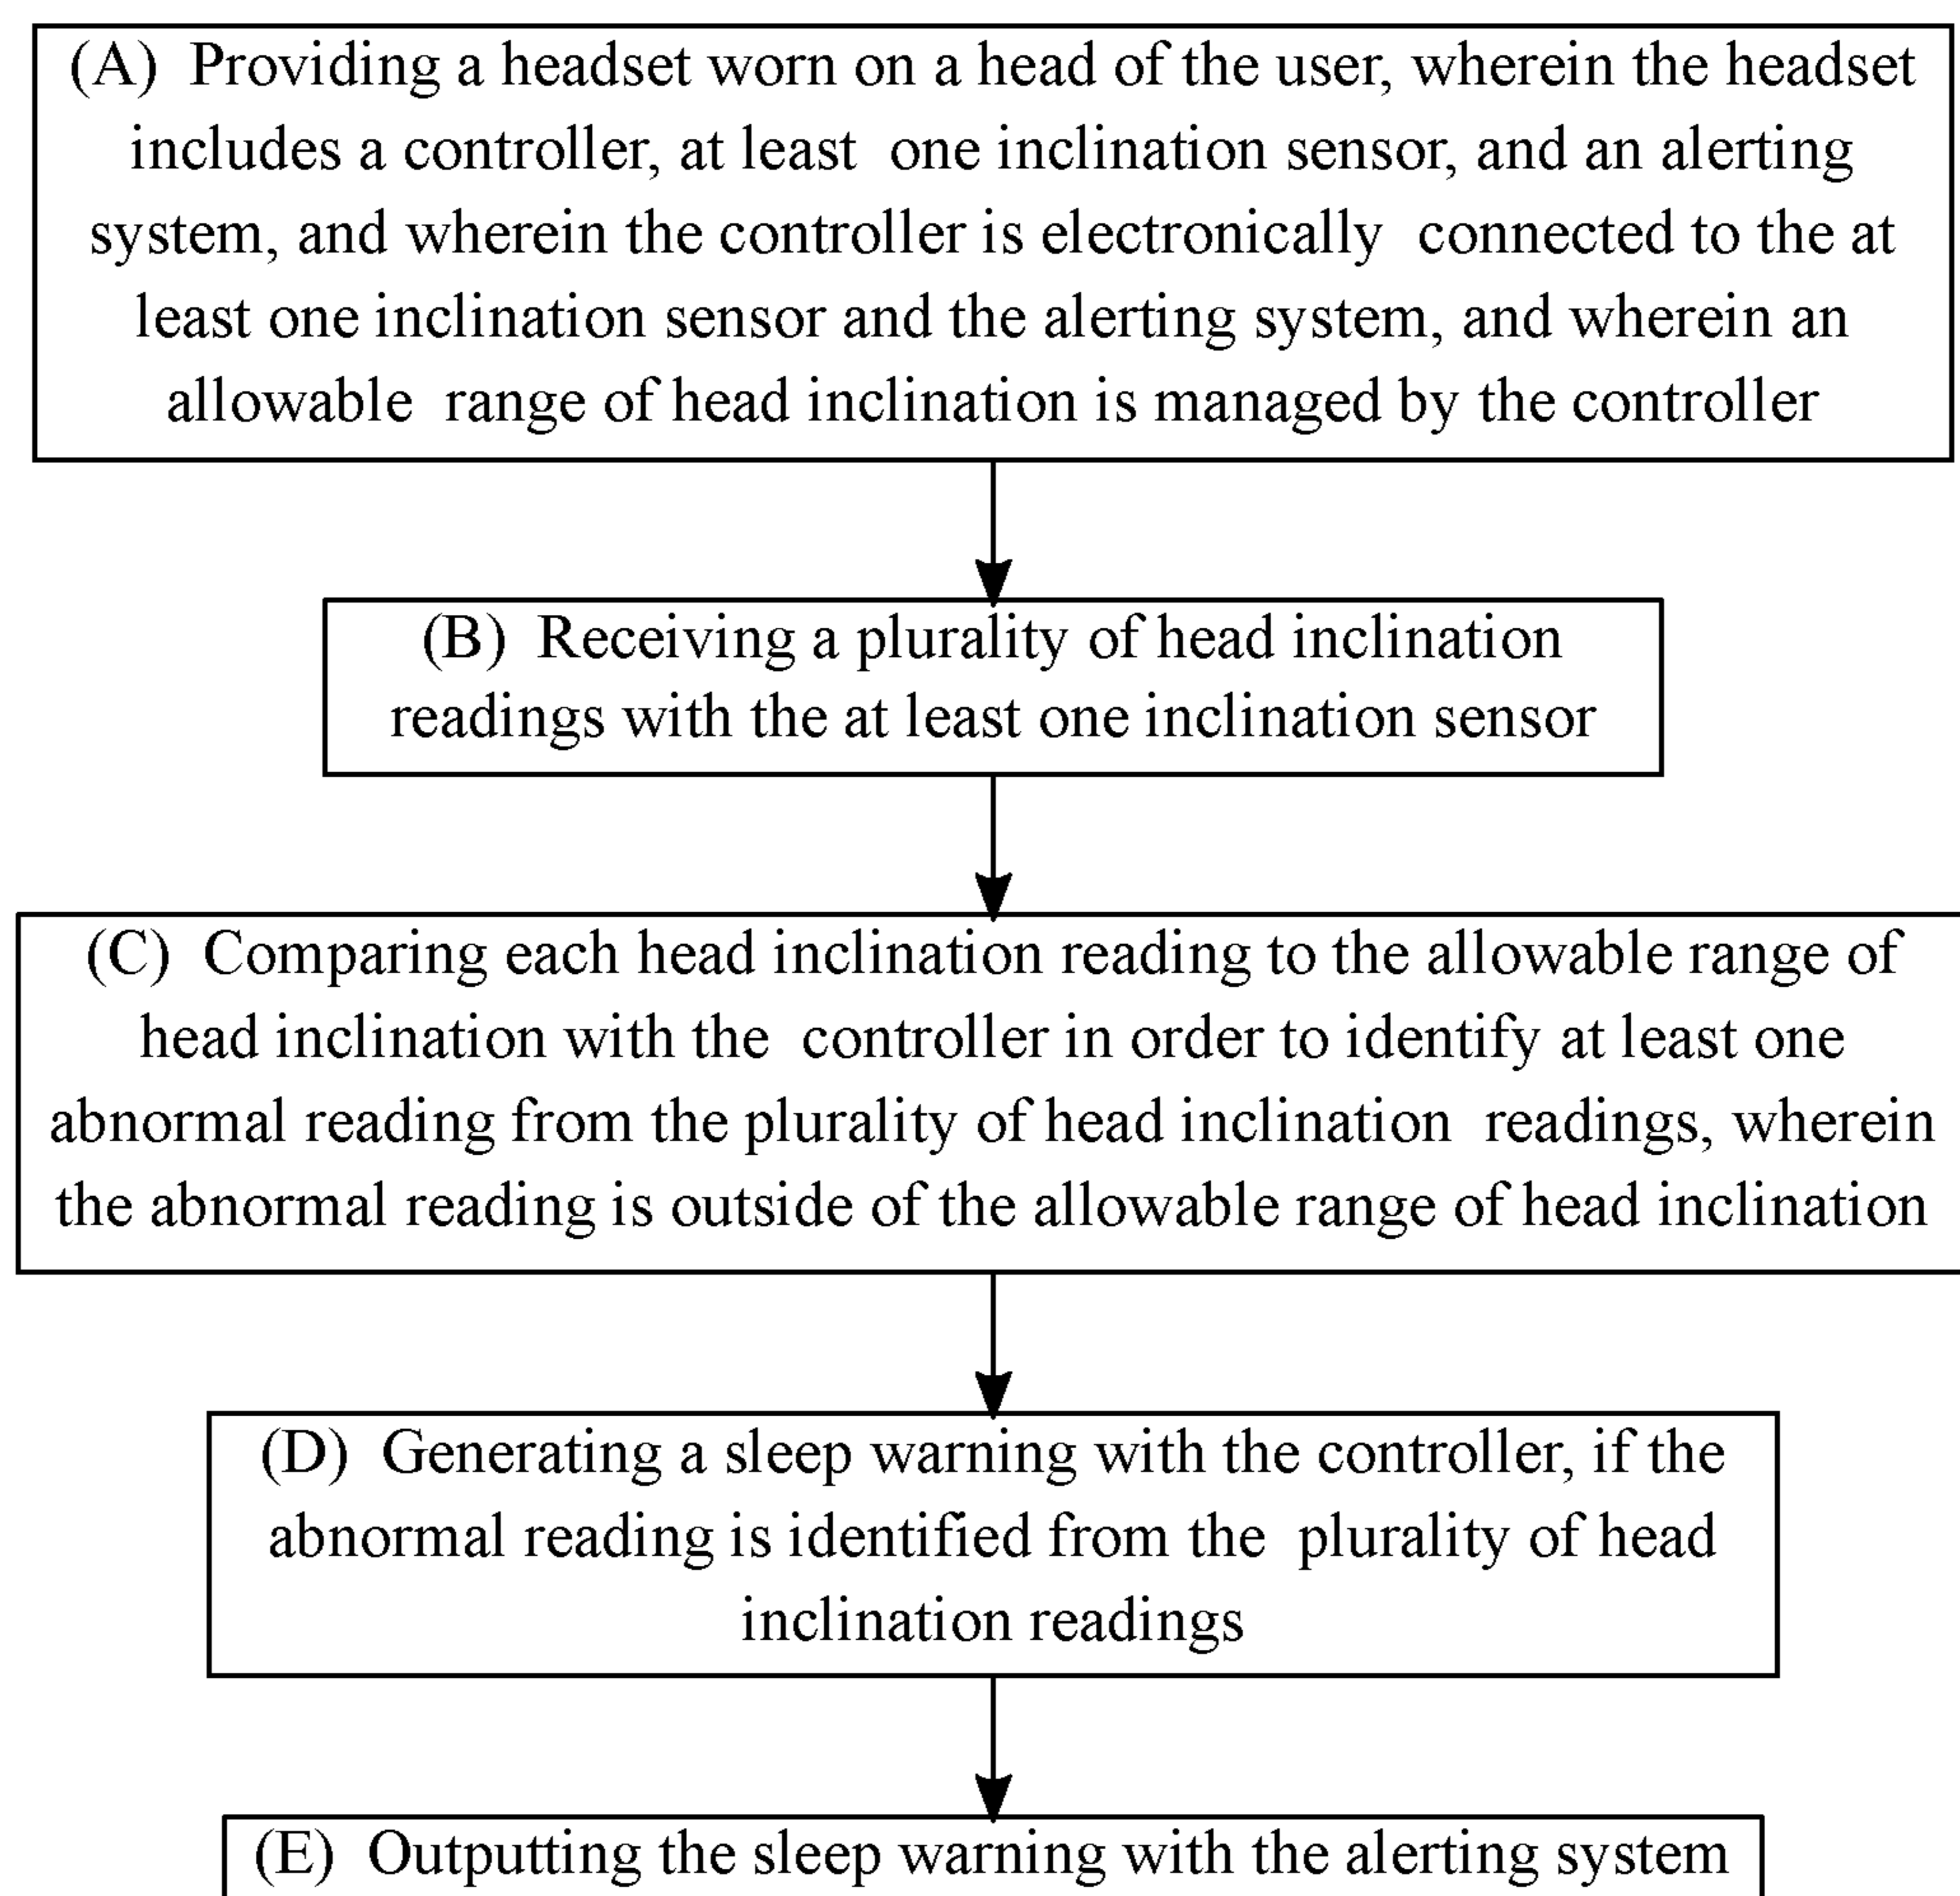 (A) Providing a headset worn on a head of the user, wherein the headset
includes a controller, at least one inclination sensor, and an alerting
system, and wherein the controller is electronically connected to the at
least one inclination sensor and the alerting system, and wherein an
allowable range of head inclination is managed by the controller
(B) Receiving a plurality of head inclination
readings with the at least one inclination sensor
(C) Comparing each head inclination reading to the allowable range of
head inclination with the controller in order to identify at least one
abnormal reading from the plurality of head inclination readings, wherein
the abnormal reading is outside of the allowable range of head inclination
(D) Generating a sleep warning with the controller, if the
abnormal reading is identified from the plurality of head
inclination readings
(E) Outputting the sleep warning with the alerting system